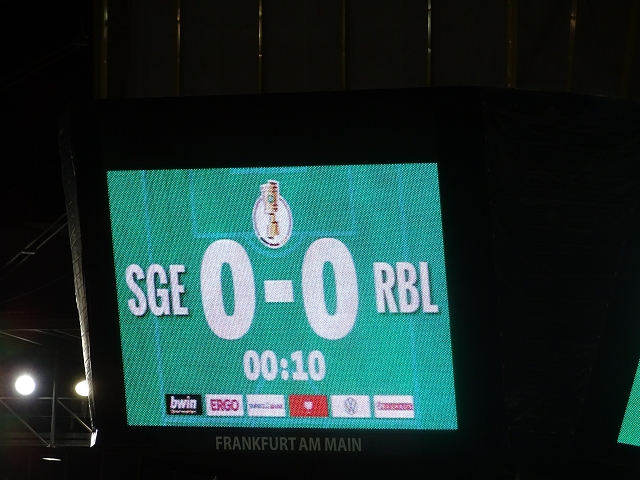 SGE 0-0 RBL
00:10
bwin ERGO
FRANKFURT AM MAIN